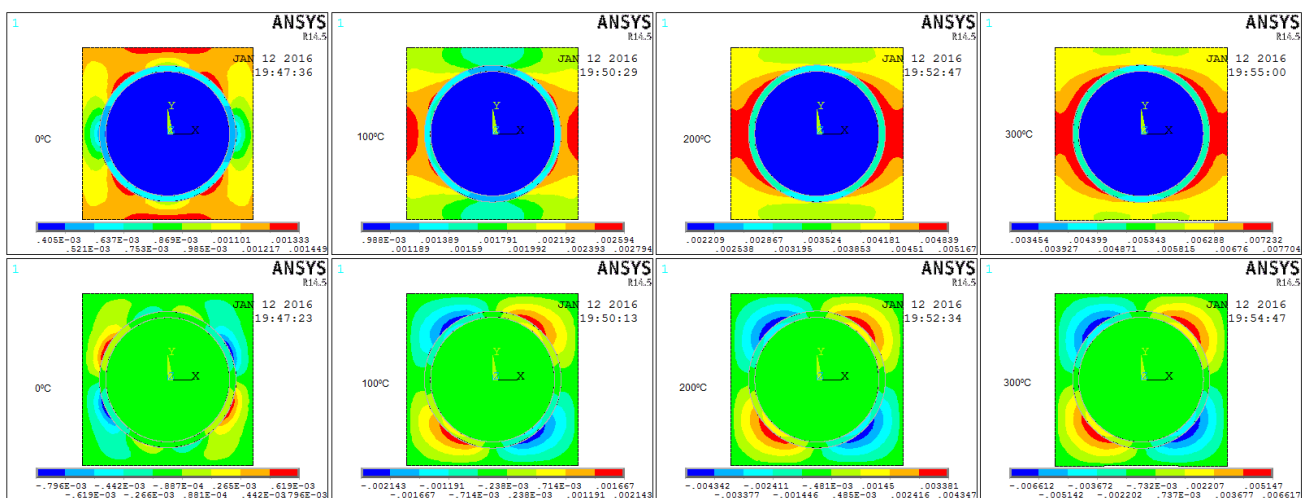 1 ANSYS
R14.5
JAN 12 2016
19:47:36
Y
X
0ºC
.405E-03 .637E-03 .869E-03 .001101 .001333
.521E-03 .753E-03 .985E-03 .001217 .001449
1 ANSYS
R14.5
JAN 12 2016
19:50:29
Y
X
100ºC
.988E-03 .001389 .001791 .002192 .002594
.001189 .00159 .001992 .002393 .002794
1 ANSYS
R14.5
JAN 12 2016
19:52:47
Y
X
200ºC
.002209 .002867 .003524 .004181 .004839
.002538 .003195 .003853 .00451 .005167
1 ANSYS
R14.5
JAN 12 2016
19:55:00
Y
X
300ºC
.003454 .004399 .005343 .006288 .007232
.003927 .004871 .005815 .00676 .007704
1 ANSYS
R14.5
JAN 12 2016
19:47:23
Y
X
0ºC
-.796E-03 -.442E-03 -.887E-04 .265E-03 .619E-03
-.619E-03 -.266E-03 .881E-04 .442E-03 .796E-03
1 ANSYS
R14.5
JAN 12 2016
19:50:13
Y
X
100ºC
-.002143 -.001191 -.238E-03 .714E-03 .001667
-.001667 -.714E-03 .238E-03 .001191 .002143
1 ANSYS
R14.5
JAN 12 2016
19:52:34
Y
X
200ºC
-.004342 -.002411 -.481E-03 .00145 .003381
-.003377 -.001446 .485E-03 .002416 .004347
1 ANSYS
R14.5
JAN 12 2016
19:54:47
Y
X
300ºC
-.006612 -.003672 -.732E-03 .002207 .005147
-.005142 -.002202 .737E-03 .003677 .006617